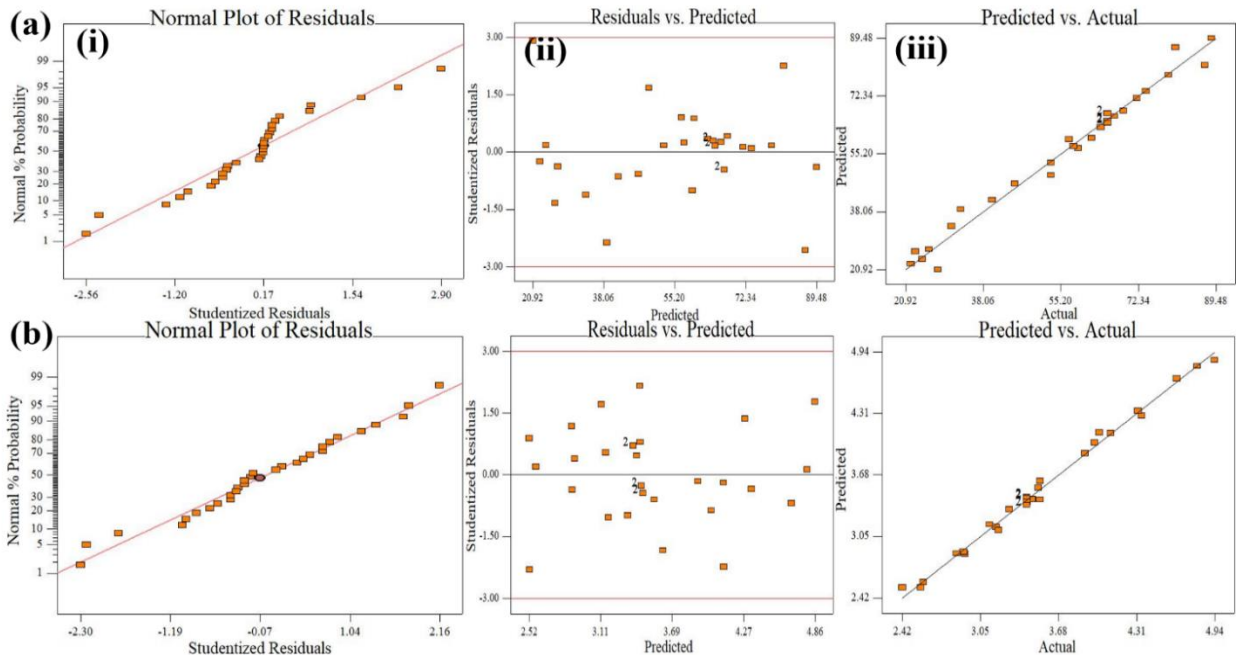 (a)
(i)
Normal Plot of Residuals
Normal % Probability
99
95
90
80
70
50
30
20
10
5
1
-2.56 -1.20 0.17 1.54 2.90
Studentized Residuals
(ii)
Residuals vs. Predicted
Studentized Residuals
3.00
1.50
0.00
-1.50
-3.00
2
2
2
20.92 38.06 55.20 72.34 89.48
Predicted
(iii)
Predicted vs. Actual
Predicted
89.48
72.34
55.20
38.06
20.92
2
2
2
20.92 38.06 55.20 72.34 89.48
Actual
(b)
Normal Plot of Residuals
Normal % Probability
99
95
90
80
70
50
30
20
10
5
1
-2.30 -1.19 -0.07 1.04 2.16
Studentized Residuals
Residuals vs. Predicted
Studentized Residuals
3.00
1.50
0.00
-1.50
-3.00
2
2
2
2.52 3.11 3.69 4.27 4.86
Predicted
Predicted vs. Actual
Predicted
4.94
4.31
3.68
3.05
2.42
2
2
2
2.42 3.05 3.68 4.31 4.94
Actual